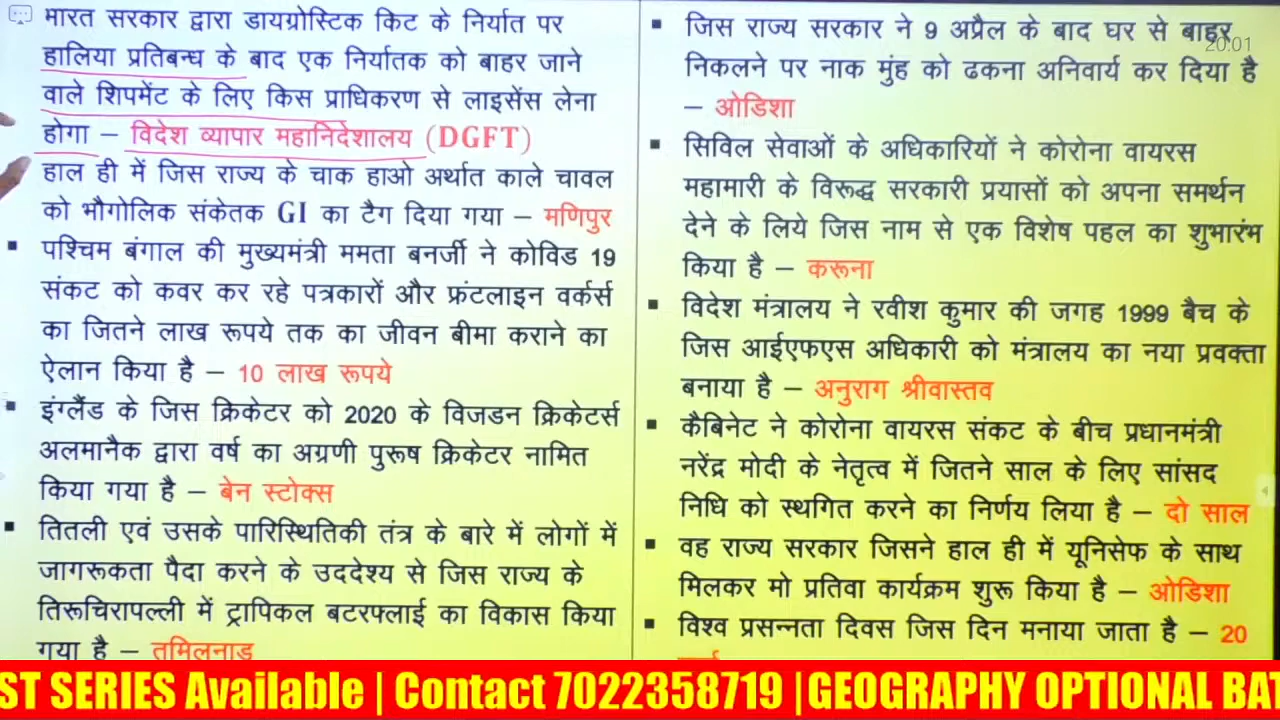 भारत सरकार द्वारा डायग्रोस्टिक किट के निर्यात पर
हालिया प्रतिबन्ध के बाद एक निर्यातक को बाहर जाने
वाले शिपमेंट के लिए किस प्राधिकरण से लाइसेंस लेना
होगा – विदेश व्यापार महानिदेशालय (DGFT)
हाल ही में जिस राज्य के चाक हाओ अर्थात काले चावल
को भौगोलिक संकेतक GI का टैग दिया गया – मणिपुर
▪ पश्चिम बंगाल की मुख्यमंत्री ममता बनर्जी ने कोविड 19
संकट को कवर कर रहे पत्रकारों और फ्रंटलाइन वर्कर्स
का जितने लाख रूपये तक का जीवन बीमा कराने का
ऐलान किया है – 10 लाख रूपये
▪ इंग्लैंड के जिस क्रिकेटर को 2020 के विजडन क्रिकेटर्स
अलमानैक द्वारा वर्ष का अग्रणी पुरूष क्रिकेटर नामित
किया गया है – बेन स्टोक्स
▪ तितली एवं उसके पारिस्थितिकी तंत्र के बारे में लोगों में
जागरूकता पैदा करने के उददेश्य से जिस राज्य के
तिरूचिरापल्ली में ट्रापिकल बटरफ्लाई का विकास किया
गया है – तमिलनाडु
▪ जिस राज्य सरकार ने 9 अप्रैल के बाद घर से बाहर
निकलने पर नाक मुंह को ढकना अनिवार्य कर दिया है
– ओडिशा
▪ सिविल सेवाओं के अधिकारियों ने कोरोना वायरस
महामारी के विरूद्ध सरकारी प्रयासों को अपना समर्थन
देने के लिये जिस नाम से एक विशेष पहल का शुभारंभ
किया है – करूना
▪ विदेश मंत्रालय ने रवीश कुमार की जगह 1999 बैच के
जिस आईएफएस अधिकारी को मंत्रालय का नया प्रवक्ता
बनाया है – अनुराग श्रीवास्तव
▪ कैबिनेट ने कोरोना वायरस संकट के बीच प्रधानमंत्री
नरेंद्र मोदी के नेतृत्व में जितने साल के लिए सांसद
निधि को स्थगित करने का निर्णय लिया है – दो साल
▪ वह राज्य सरकार जिसने हाल ही में यूनिसेफ के साथ
मिलकर मो प्रतिवा कार्यक्रम शुरू किया है – ओडिशा
▪ विश्व प्रसन्नता दिवस जिस दिन मनाया जाता है – 20
20:01
ST SERIES Available | Contact 7022358719 |GEOGRAPHY OPTIONAL BAT